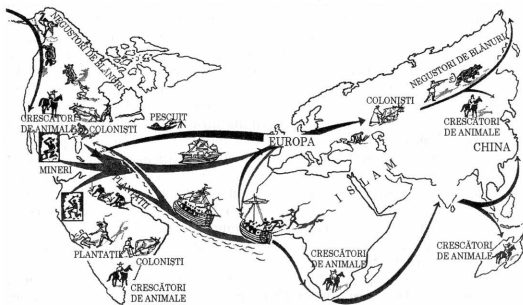 NEGUSTORI DE BLĂNURI
CRESCĂTORI
DE ANIMALE
COLONIȘTI
PESCUIT
MINERI
PLANTAȚII
PLANTAȚII
COLONIȘTI
CRESCĂTORI
DE ANIMALE
EUROPA
COLONIȘTI
NEGUSTORI DE BLĂNURI
CRESCĂTORI
DE ANIMALE
CHINA
ISLAM
CRESCĂTORI
DE ANIMALE
CRESCĂTORI
DE ANIMALE